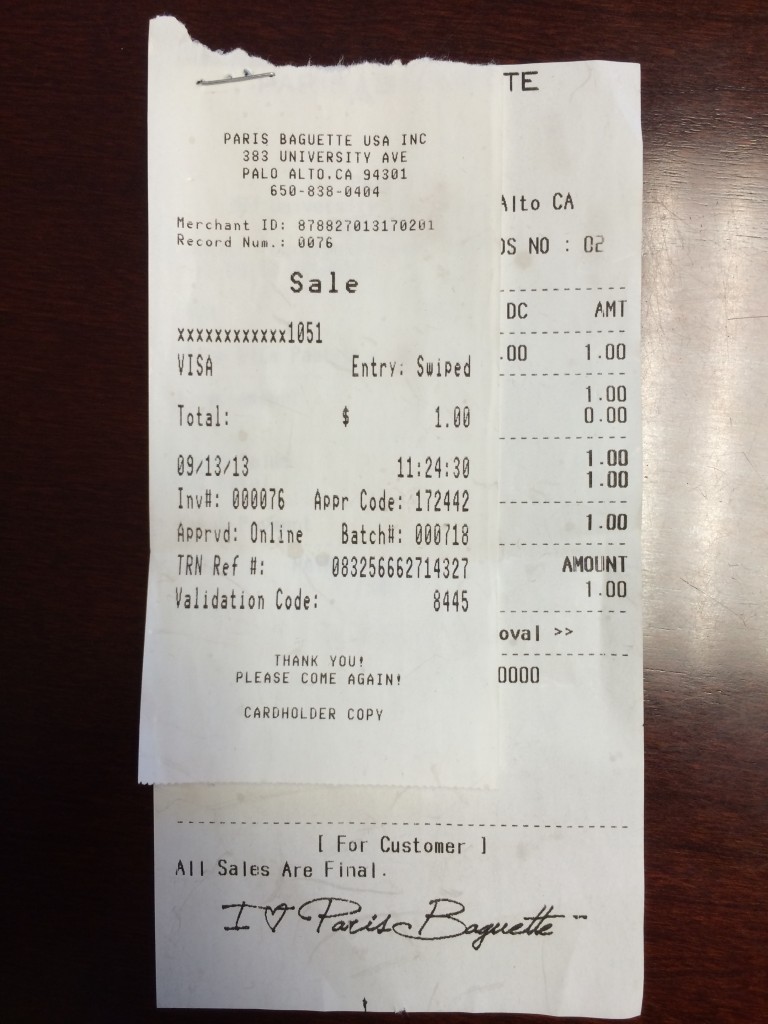 PARIS BAGUETTE USA INC
383 UNIVERSITY AVE
PALO ALTO.CA 94301
650-838-0404
Merchant ID: 878827013170201
Record Num.: 0076
Sale
xxxxxxxxxxxx1051
VISA Entry: Swiped
Total: $ 1.00
09/13/13 11:24:30
Inv#: 000076 Appr Code: 172442
Apprvd: Online Batch#: 000718
TRN Ref #: 083256662714327
Validation Code: 8445
THANK YOU!
PLEASE COME AGAIN!
CARDHOLDER COPY
TE
Alto CA
OS NO : 02
DC AMT
.00 1.00
1.00
0.00
1.00
1.00
1.00
AMOUNT
1.00
oval >>
0000
[ For Customer ]
All Sales Are Final.
I ♡ Paris Baguette